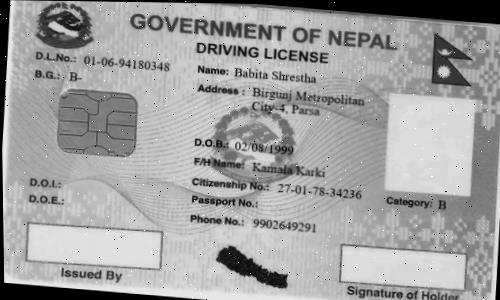 GOVERNMENT OF NEPAL
DRIVING LICENSE
D.L.No.: 01-06-94180348
B.G.: B-
Name: Babita Shrestha
Address : Birgunj Metropolitan
City-4, Parsa
D.O.B.: 02/08/1999
F/H Name: Kamala Karki
Citizenship No.: 27-01-78-34236
D.O.I.:
Passport No.:
D.O.E.:
Category: B
Phone No.: 9902649291
Issued By
Signature of Holder